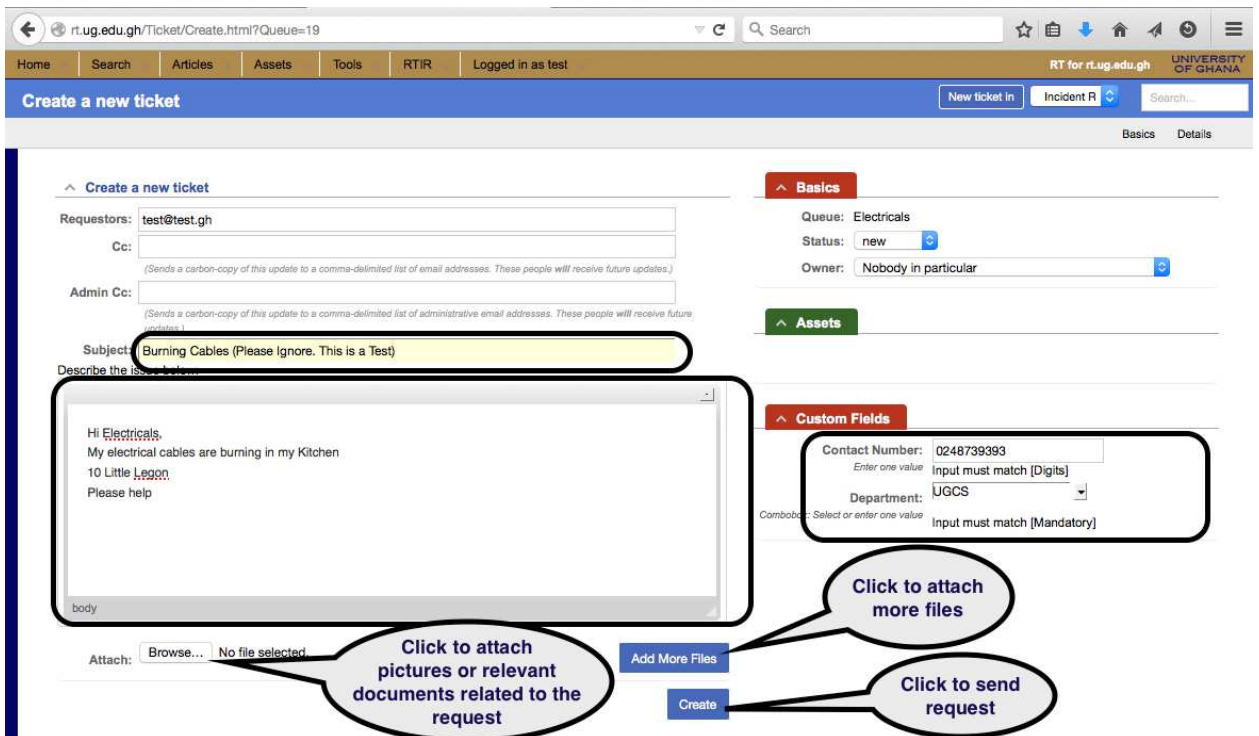 rt.ug.edu.gh/Ticket/Create.html?Queue=19
Search
Home Search Articles Assets Tools RTIR Logged in as test
RT for rt.ug.edu.gh
UNIVERSITY
OF GHANA
Create a new ticket
New ticket in Incident R Search...
Basics Details
Create a new ticket
Requestors: test@test.gh
Cc:
(Sends a carbon-copy of this update to a comma-delimited list of email addresses. These people will receive future updates.)
Admin Cc:
(Sends a carbon-copy of this update to a comma-delimited list of administrative email addresses. These people will receive future
updates.)
Subject: Burning Cables (Please Ignore. This is a Test)
Describe the issue below
Hi Electricals,
My electrical cables are burning in my Kitchen
10 Little Legon
Please help
body
Attach: Browse... No file selected.
Add More Files
Create
Click to attach
pictures or relevant
documents related to the
request
Click to attach
more files
Click to send
request
Basics
Queue: Electricals
Status: new
Owner: Nobody in particular
Assets
Custom Fields
Contact Number: 0248739393
Enter one value Input must match [Digits]
Department: UGCS
Combobox: Select or enter one value
Input must match [Mandatory]